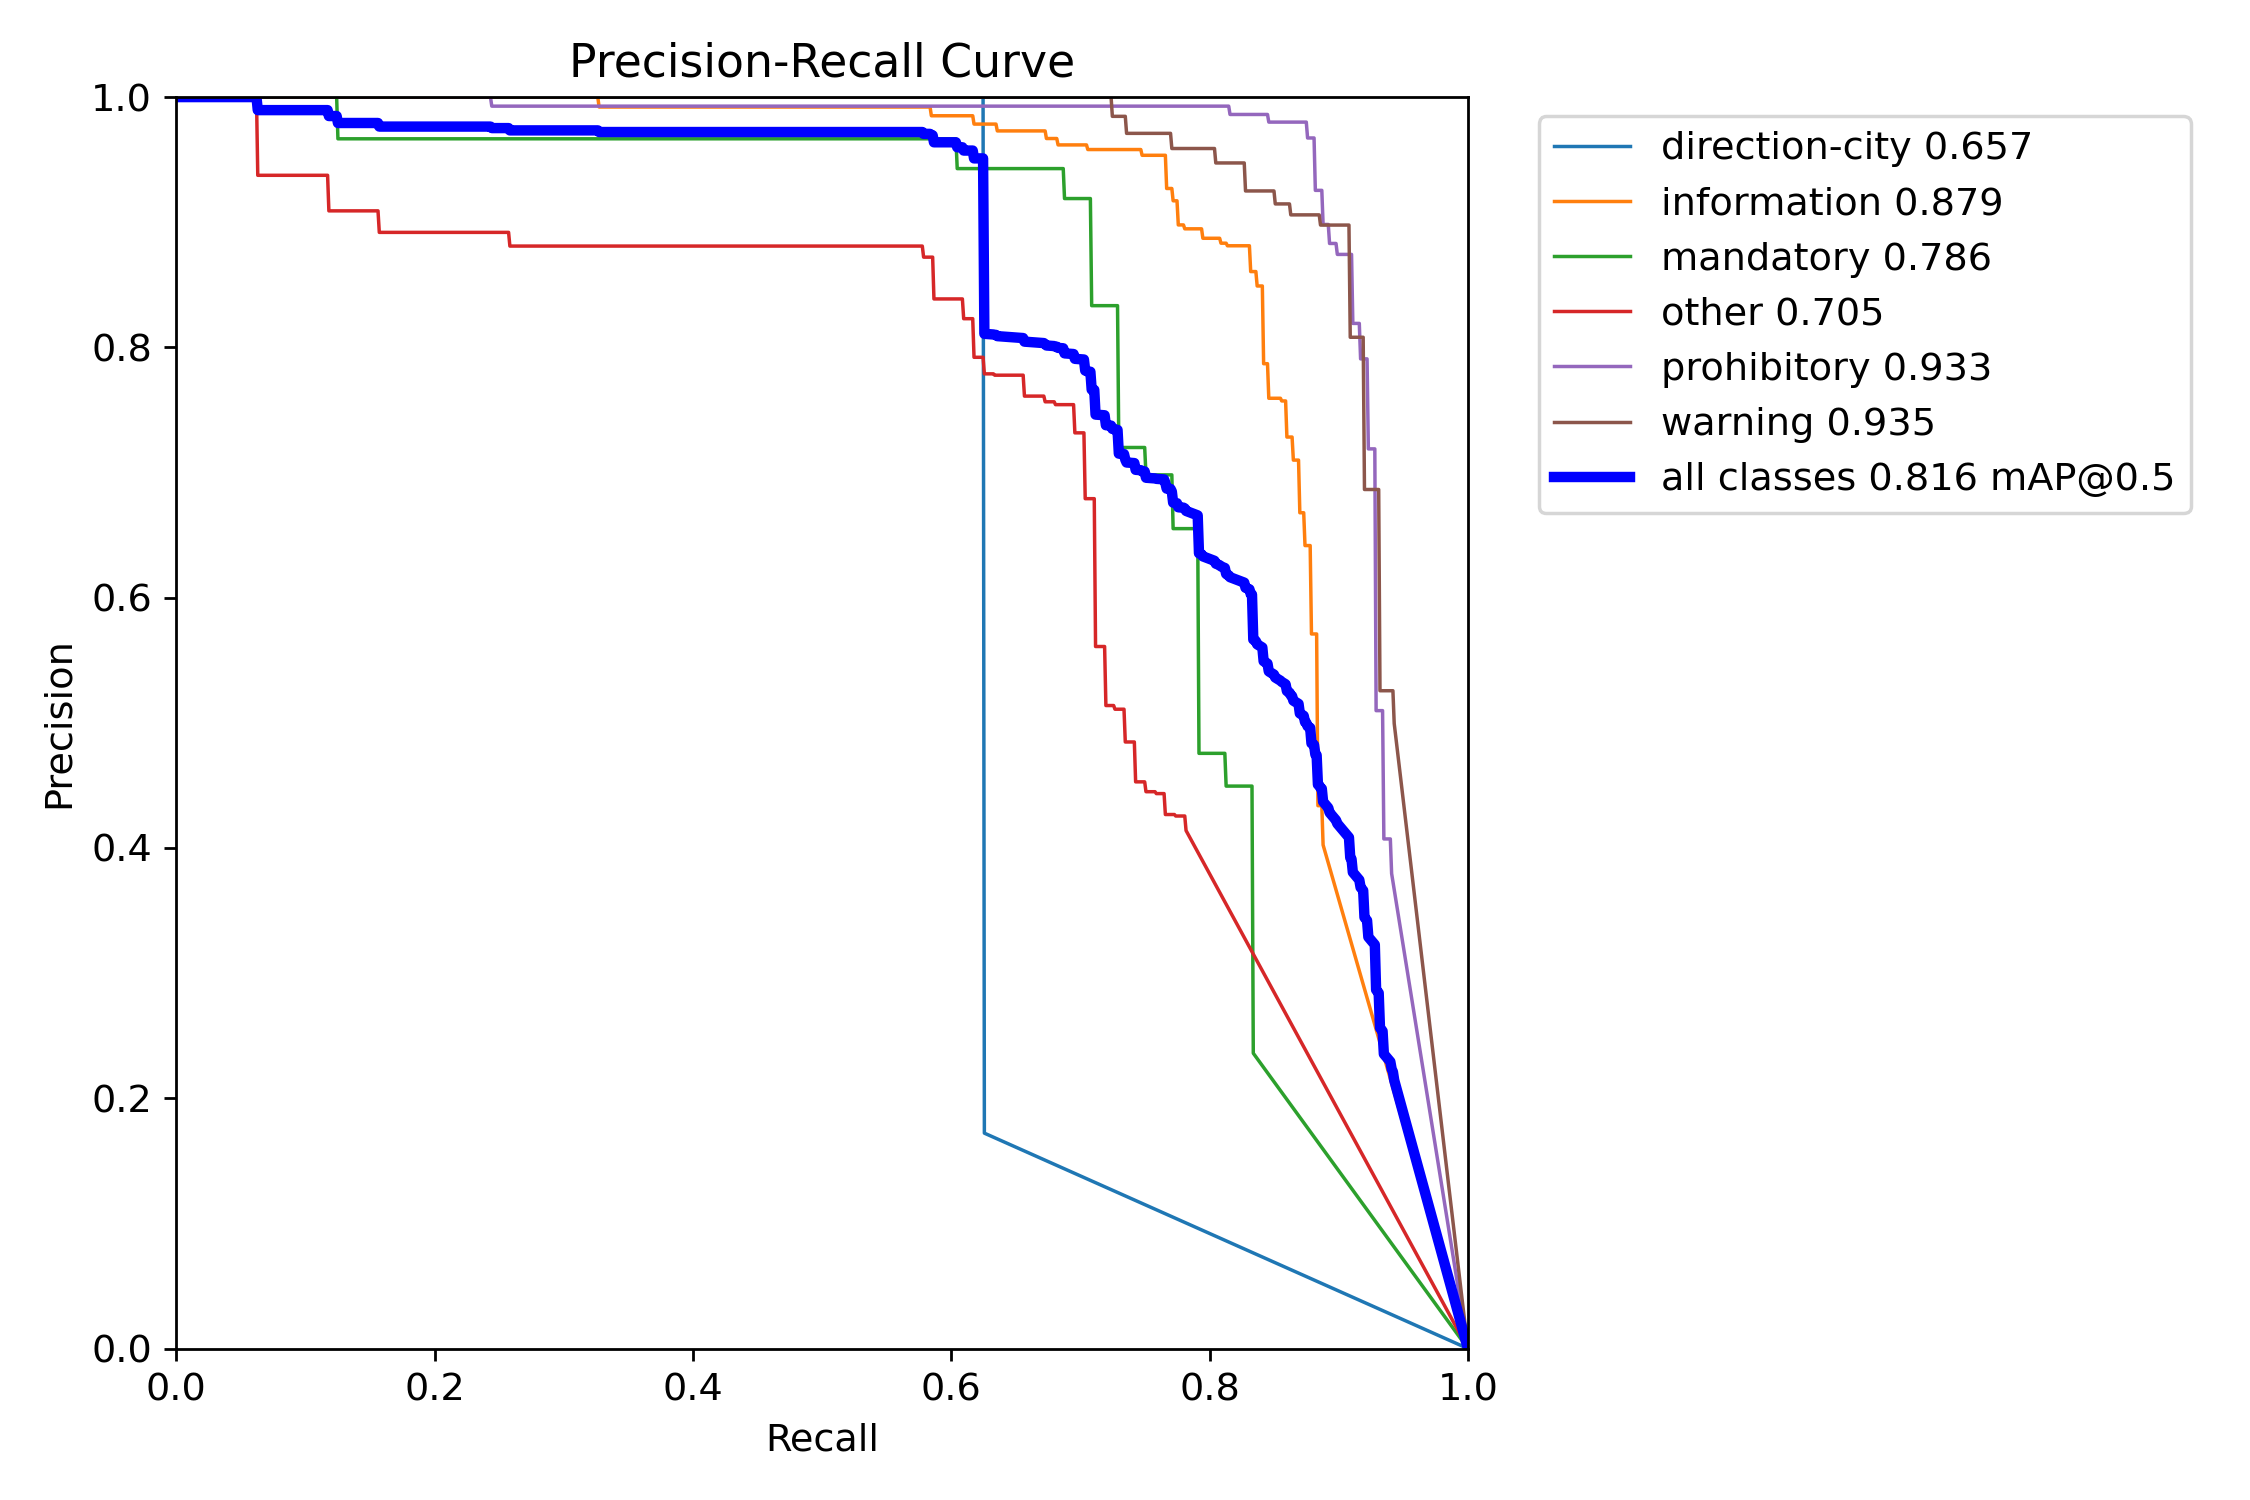 Precision-Recall Curve
1.0
0.8
0.6
0.4
0.2
0.0
Precision
0.0 0.2 0.4 0.6 0.8 1.0
Recall
direction-city 0.657
information 0.879
mandatory 0.786
other 0.705
prohibitory 0.933
warning 0.935
all classes 0.816 mAP@0.5